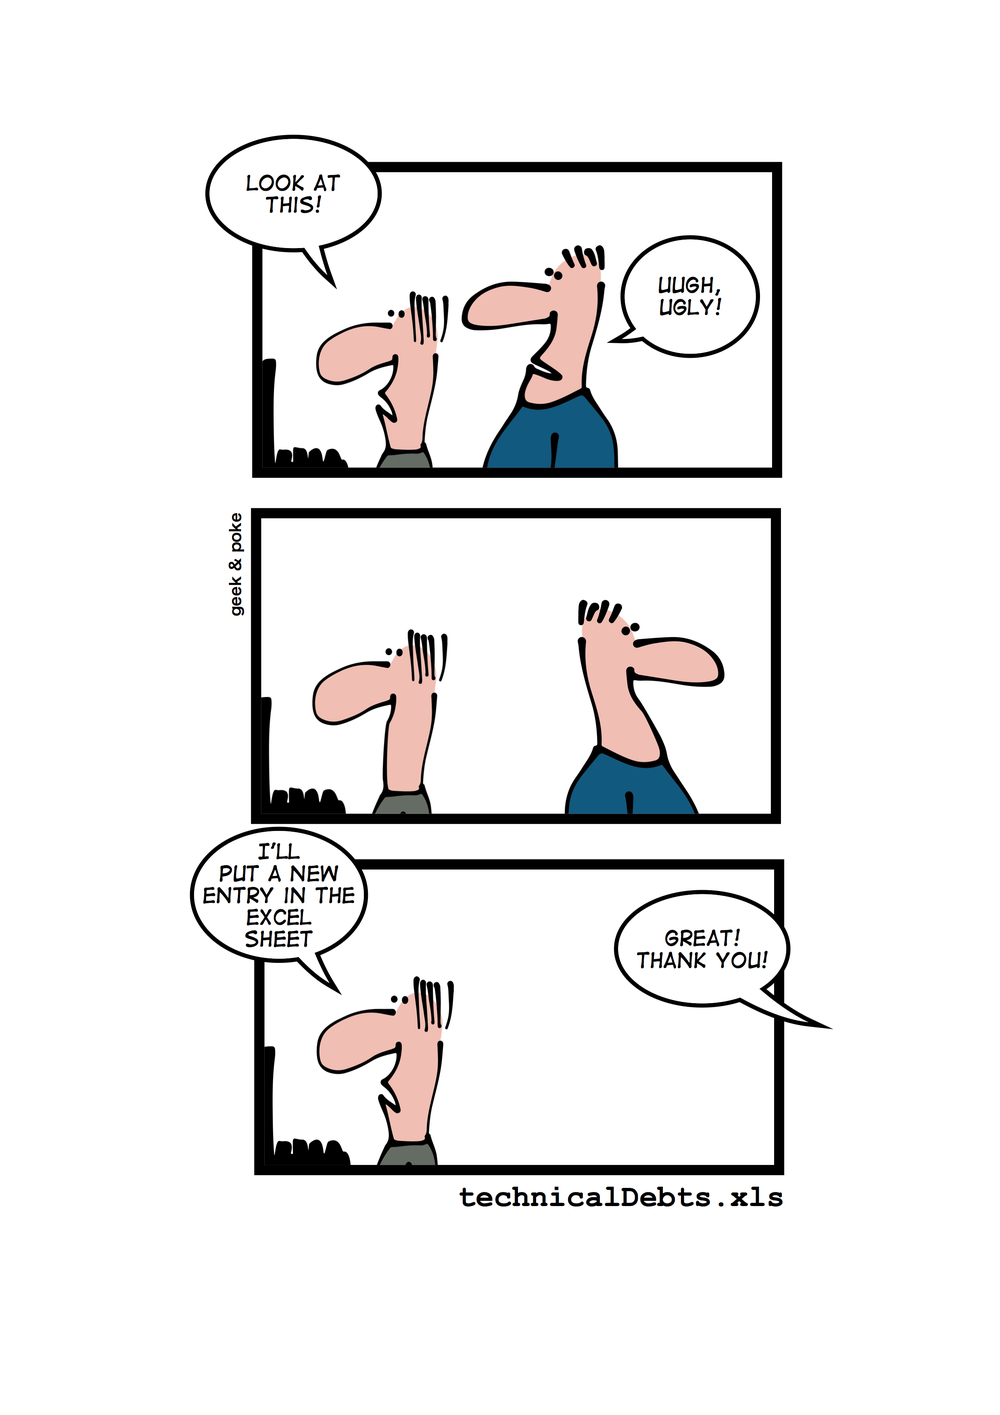 LOOK AT
THIS!
UUGH,
UGLY!
geek & poke
I'LL
PUT A NEW
ENTRY IN THE
EXCEL
SHEET
GREAT!
THANK YOU!
technicalDebts.xls